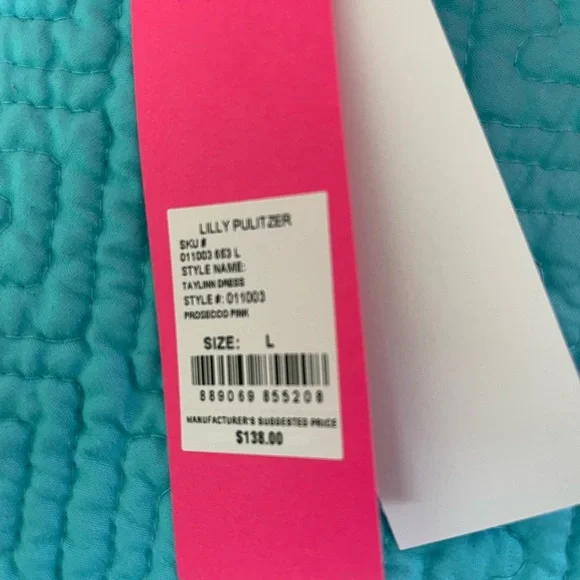 LILLY PULITZER
SKU #
011003 653 L
STYLE NAME:
TAYLINN DRESS
STYLE #: 011003
PROSECCO PINK
SIZE: L
889069 855208
MANUFACTURER'S SUGGESTED PRICE
$138.00